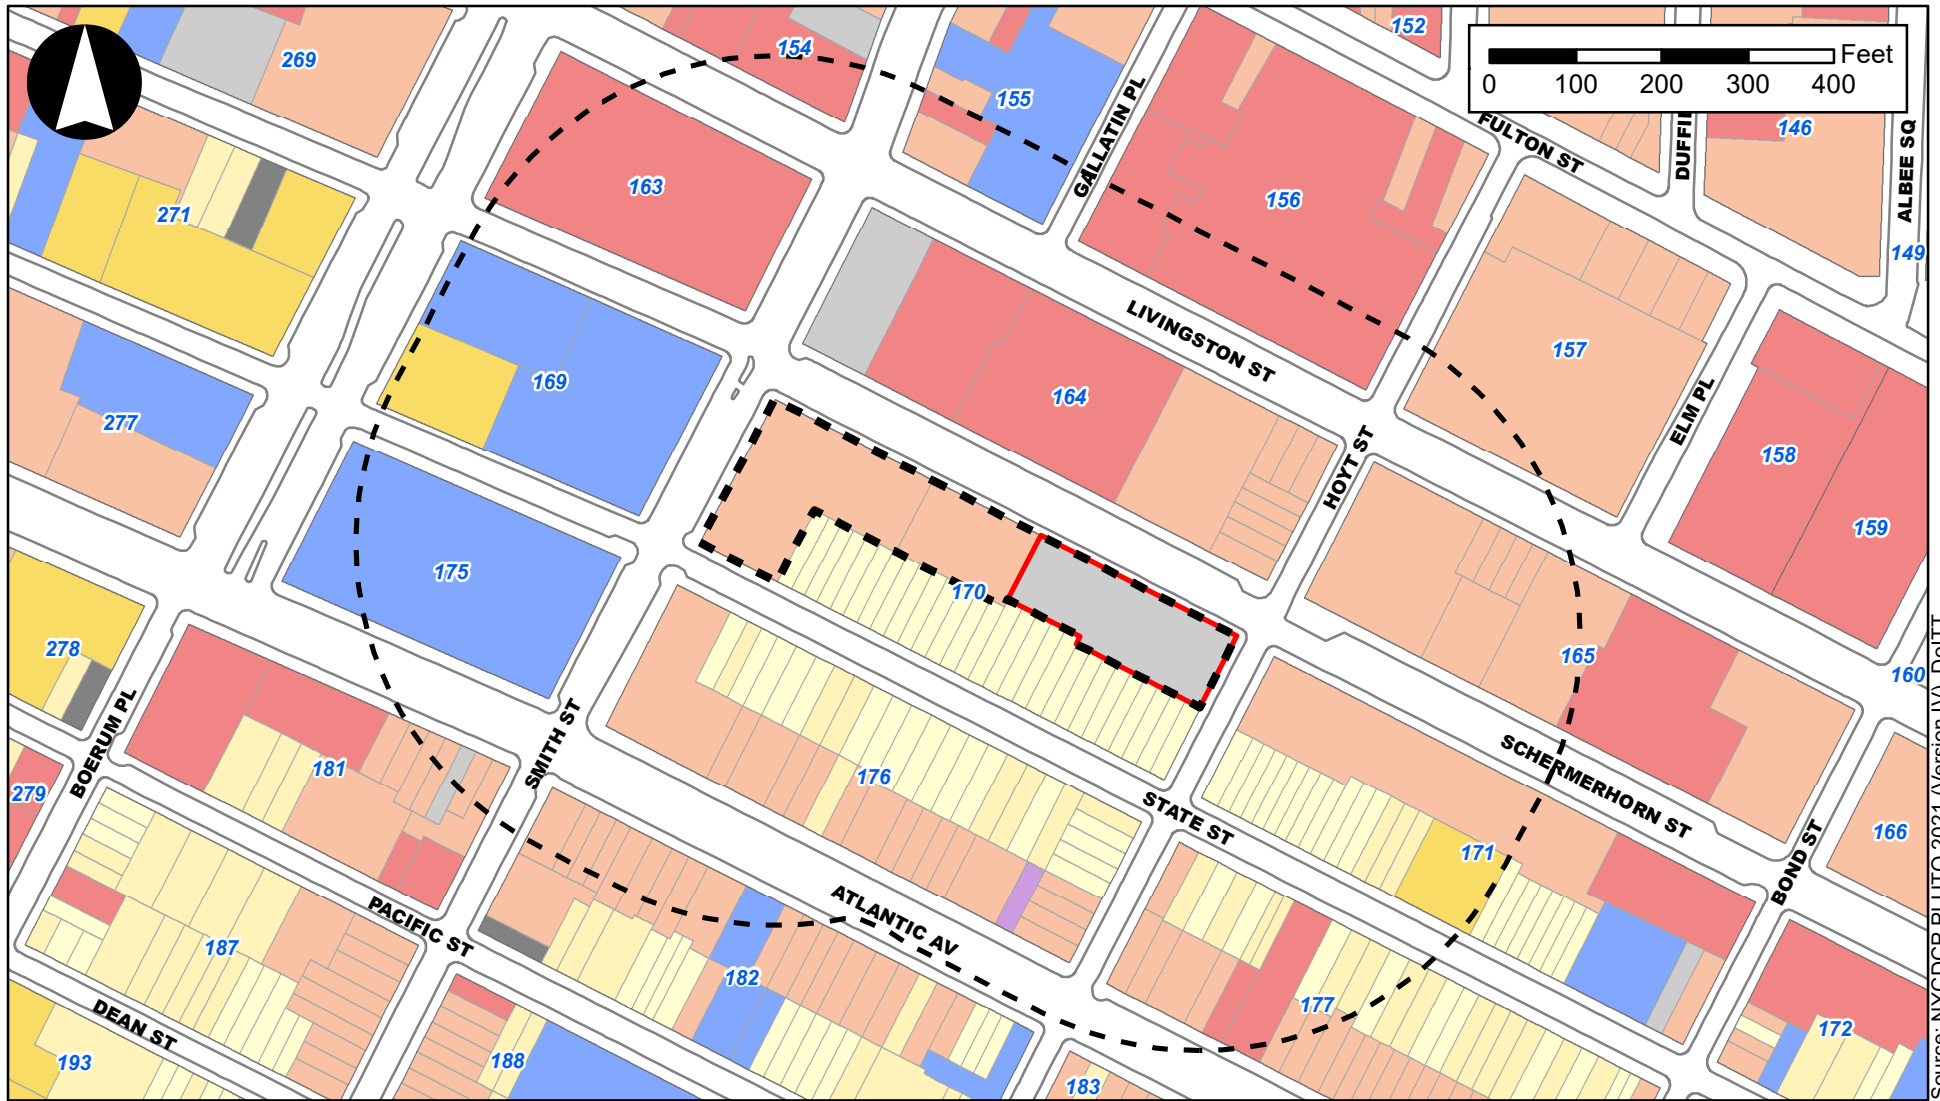 154
152
269
Feet
0 100 200 300 400
155
GALLATIN PL
FULTON ST
DUFFI
146
ALBEE SQ
163
156
271
149
LIVINGSTON ST
157
169
164
277
ELM PL
158
HOYT ST
159
175
170
278
165
160
BOERUM PL
SMITH ST
SCHERMERHORN ST
181
176
279
STATE ST
166
171
BOND ST
ATLANTIC AV
PACIFIC ST
187
182
177
172
DEAN ST
193
188
183
Source: NYCDCP PLUTO 2021 (Version IV), DoITT